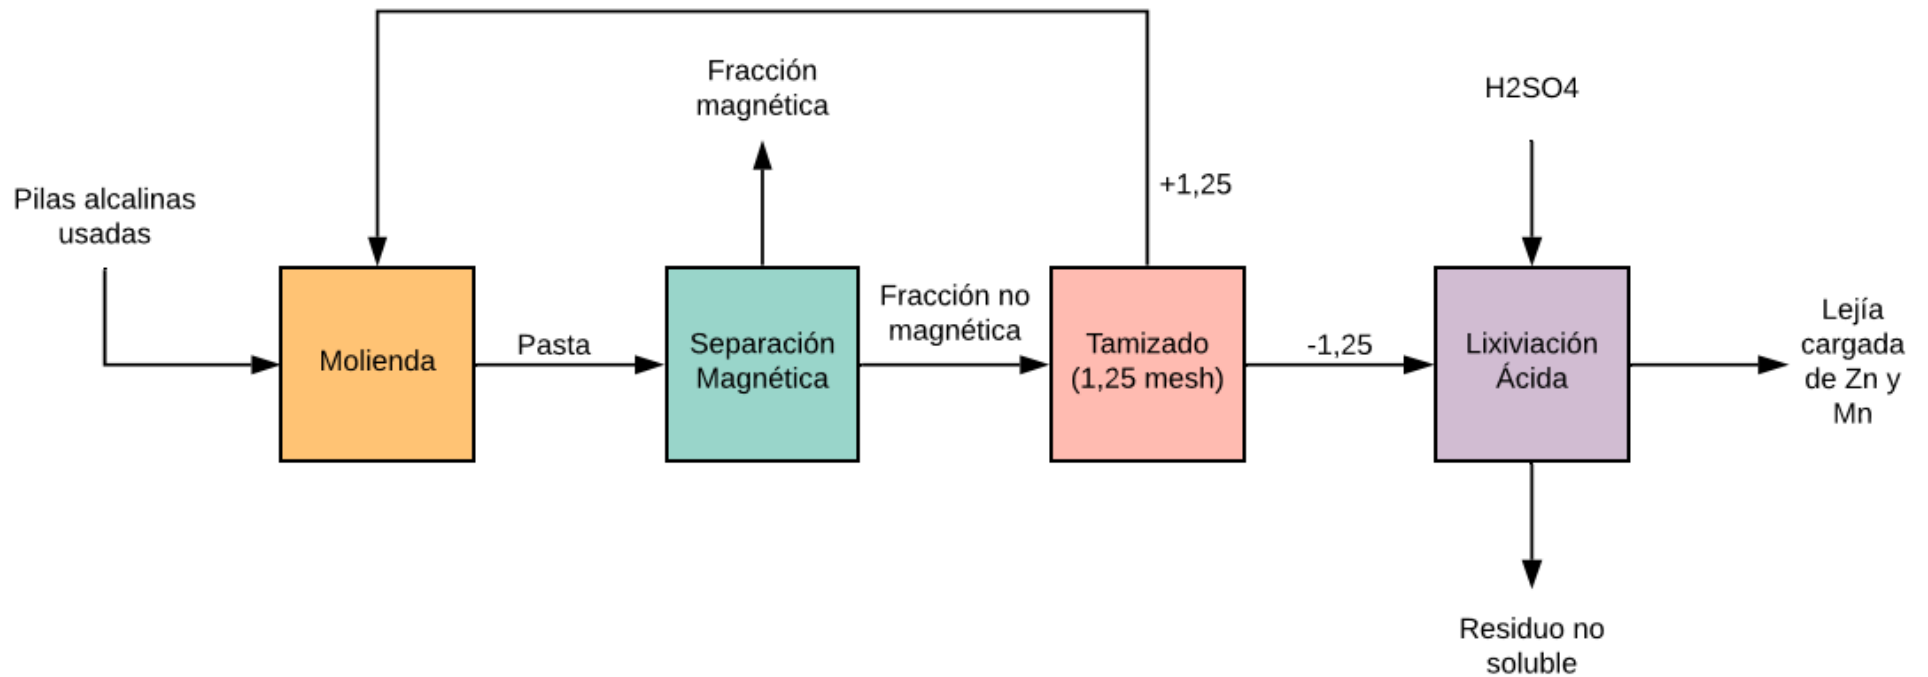 Pilas alcalinas
usadas
Molienda
Pasta
Fracción
magnética
Separación
Magnética
Fracción no
magnética
+1,25
Tamizado
(1,25 mesh)
-1,25
H2SO4
Lixiviación
Ácida
Lejía
cargada
de Zn y
Mn
Residuo no
soluble